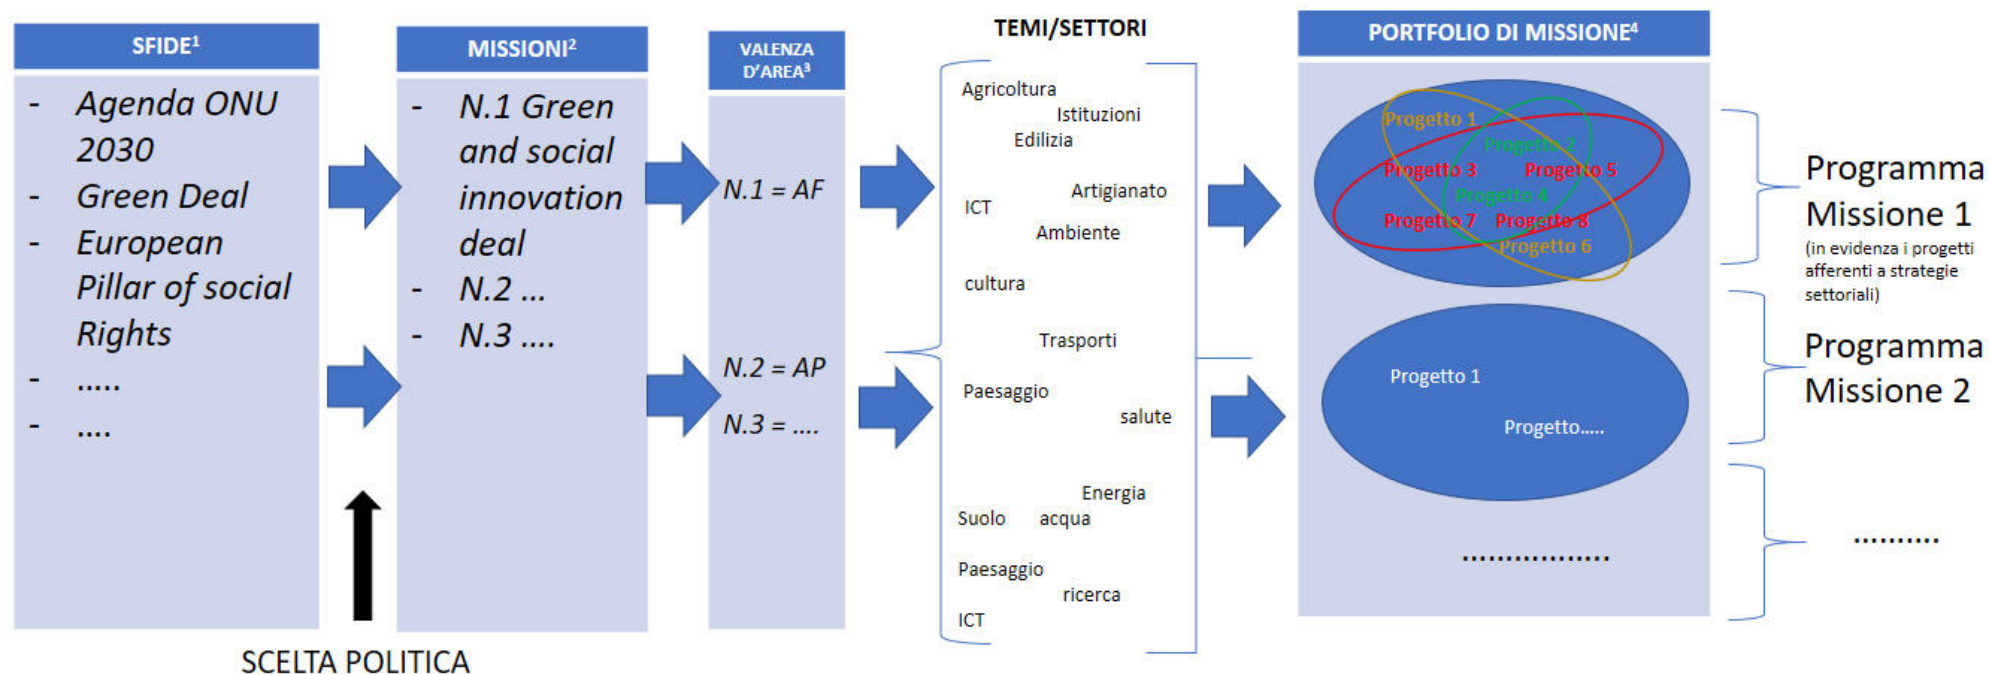 SFIDE¹
- Agenda ONU
2030
- Green Deal
- European
Pillar of social
Rights
- .....
- ....
SCELTA POLITICA
MISSIONI²
- N.1 Green
and social
innovation
deal
- N.2 ...
- N.3 ....
VALENZA
D'AREA³
N.1 = AF
N.2 = AP
N.3 = ....
TEMI/SETTORI
Agricoltura
Istituzioni
Edilizia
Artigianato
ICT
Ambiente
cultura
Trasporti
Paesaggio
salute
Energia
Suolo acqua
Paesaggio
ricerca
ICT
PORTFOLIO DI MISSIONE⁴
Progetto 1
Progetto 2
Progetto 3 Progetto 5
Progetto 4
Progetto 7 Progetto 8
Progetto 6
Progetto 1
Progetto.....
................
Programma
Missione 1
(in evidenza i progetti
afferenti a strategie
settoriali)
Programma
Missione 2
..........